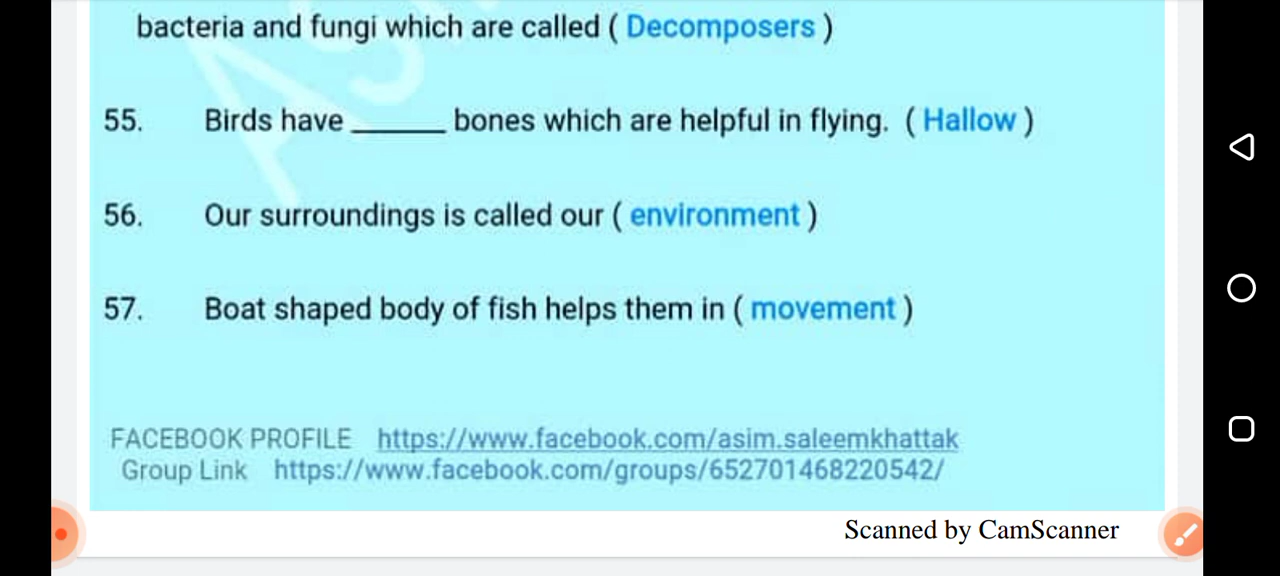 bacteria and fungi which are called ( Decomposers )
55. Birds have ______ bones which are helpful in flying. ( Hallow )
56. Our surroundings is called our ( environment )
57. Boat shaped body of fish helps them in ( movement )
FACEBOOK PROFILE https://www.facebook.com/asim.saleemkhattak
Group Link https://www.facebook.com/groups/652701468220542/
Scanned by CamScanner